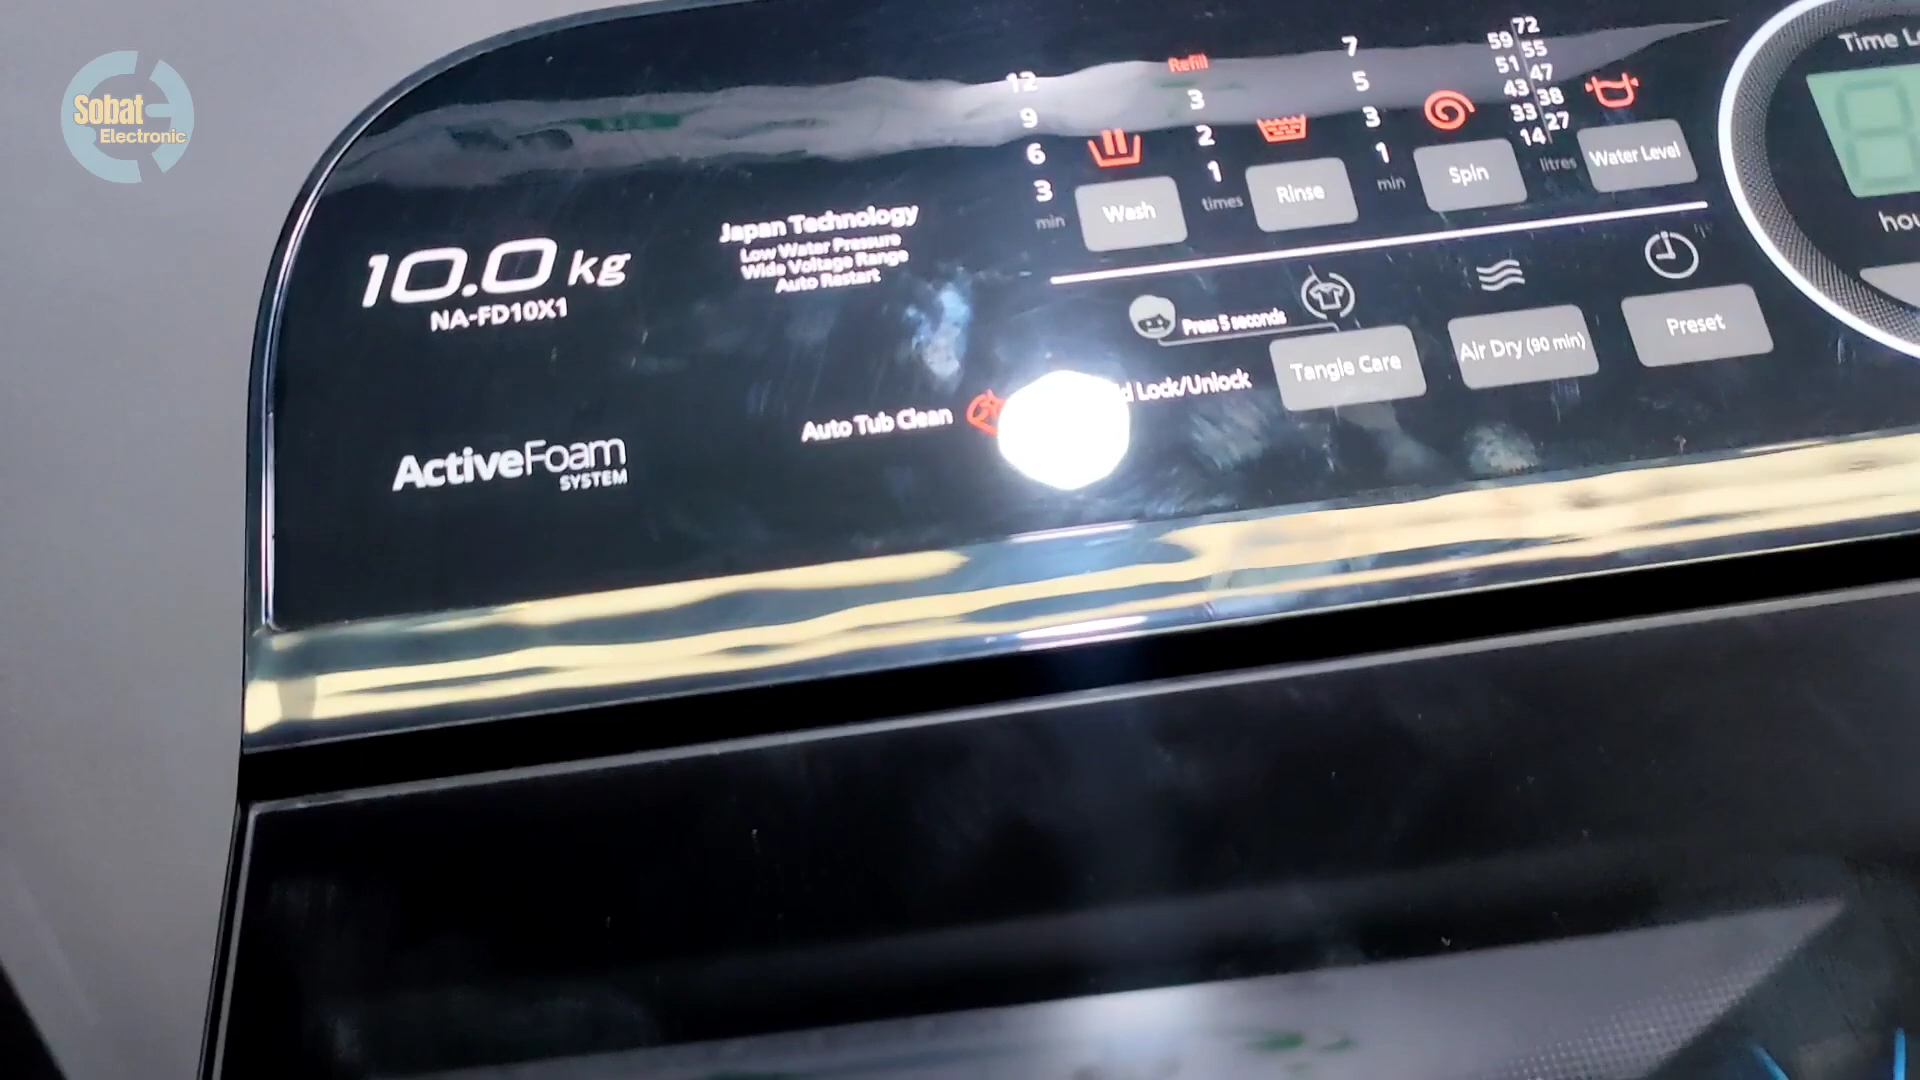 Sobat
Electronic
10.0 kg
NA-FD10X1
ActiveFoam
SYSTEM
Japan Technology
Low Water Pressure
Wide Voltage Range
Auto Restart
Auto Tub Clean
12
9
6
3
min
Wash
Refill
3
2
1
times
Rinse
7
5
3
1
min
Spin
72
59
55
51
47
43
38
33
27
14
litres
Water Level
Press 5 seconds
Lock/Unlock
Tangle Care
Air Dry (90 min)
Preset
Time